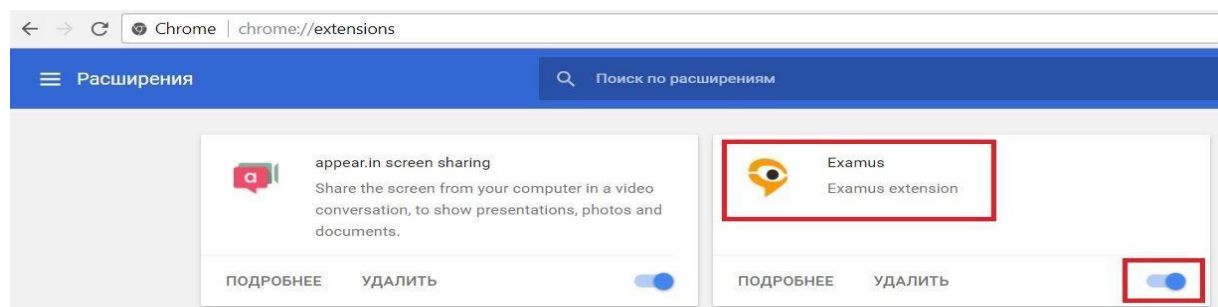 Chrome | chrome://extensions
Расширения
Поиск по расширениям
appear.in screen sharing
Share the screen from your computer in a video
conversation, to show presentations, photos and
documents.
ПОДРОБНЕЕ УДАЛИТЬ
Examus
Examus extension
ПОДРОБНЕЕ УДАЛИТЬ